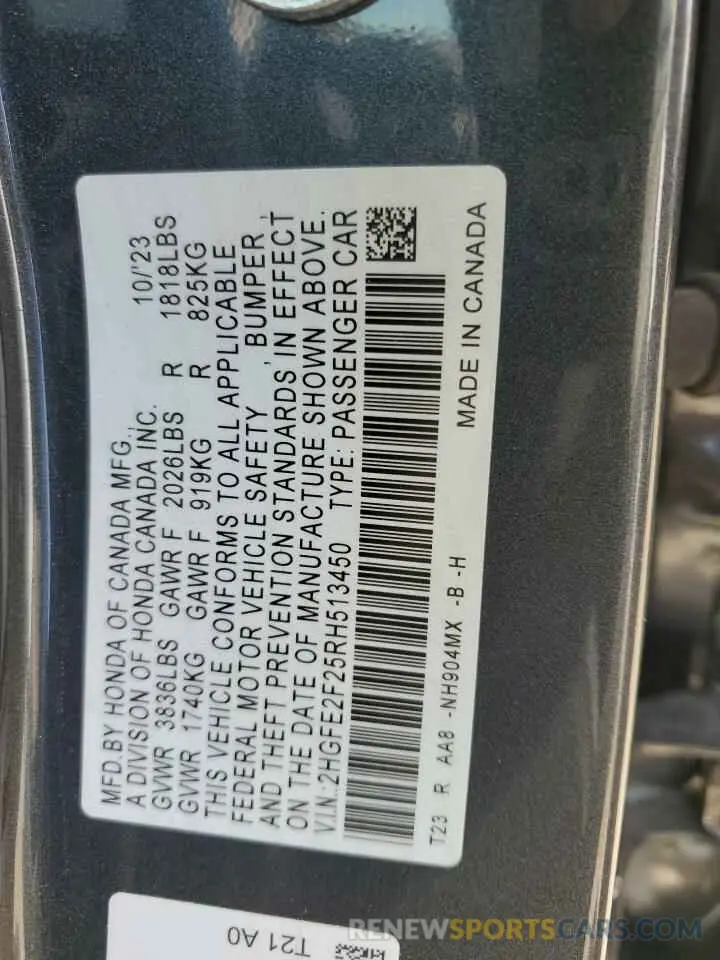 MFD.BY HONDA OF CANADA MFG., 10/'23
A DIVISION OF HONDA CANADA INC.
GVWR 3836LBS GAWR F 2026LBS R 1818LBS
GVWR 1740KG GAWR F 919KG R 825KG
THIS VEHICLE CONFORMS TO ALL APPLICABLE
FEDERAL MOTOR VEHICLE SAFETY , BUMPER ,
AND THEFT PREVENTION STANDARDS IN EFFECT
ON THE DATE OF MANUFACTURE SHOWN ABOVE.
V.I.N.:2HGFE2F25RH513450 TYPE: PASSENGER CAR
T23 R AA8 -NH904MX -B -H MADE IN CANADA
T21 A0
RENEWSPORTSCARS.COM